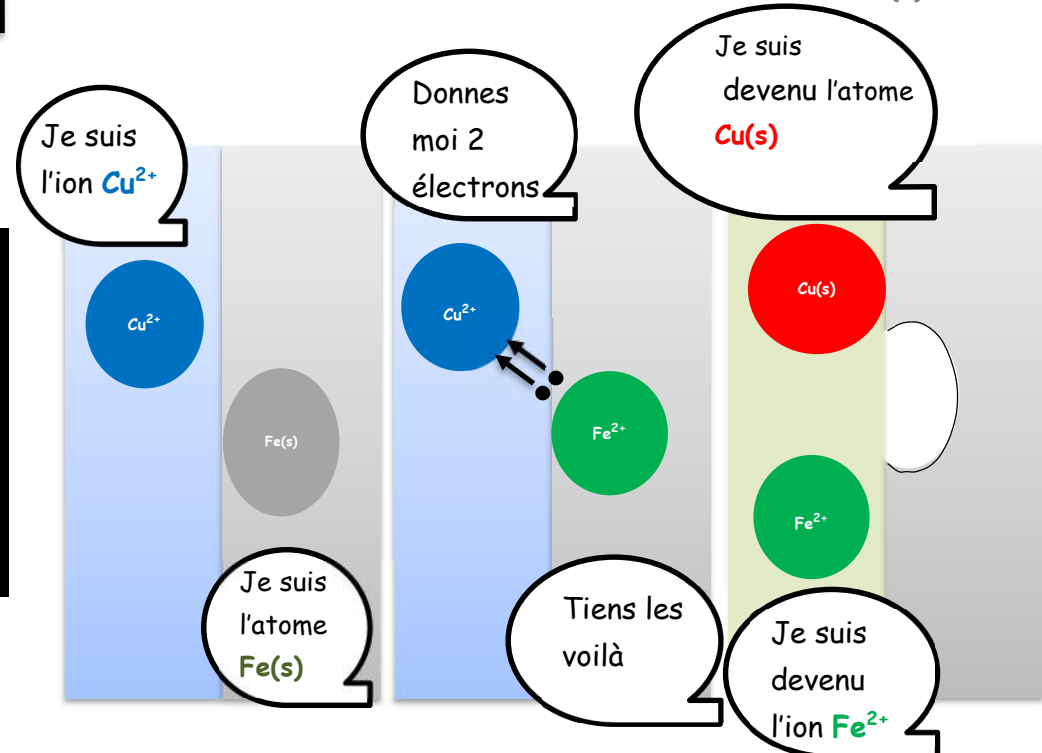 Je suis
l'ion Cu²⁺
Cu²⁺
Fe(s)
Je suis
l'atome
Fe(s)
Donnes
moi 2
électrons
Cu²⁺
Fe²⁺
Tiens les
voilà
Je suis
devenu l'atome
Cu(s)
Cu(s)
Fe²⁺
Je suis
devenu
l'ion Fe²⁺